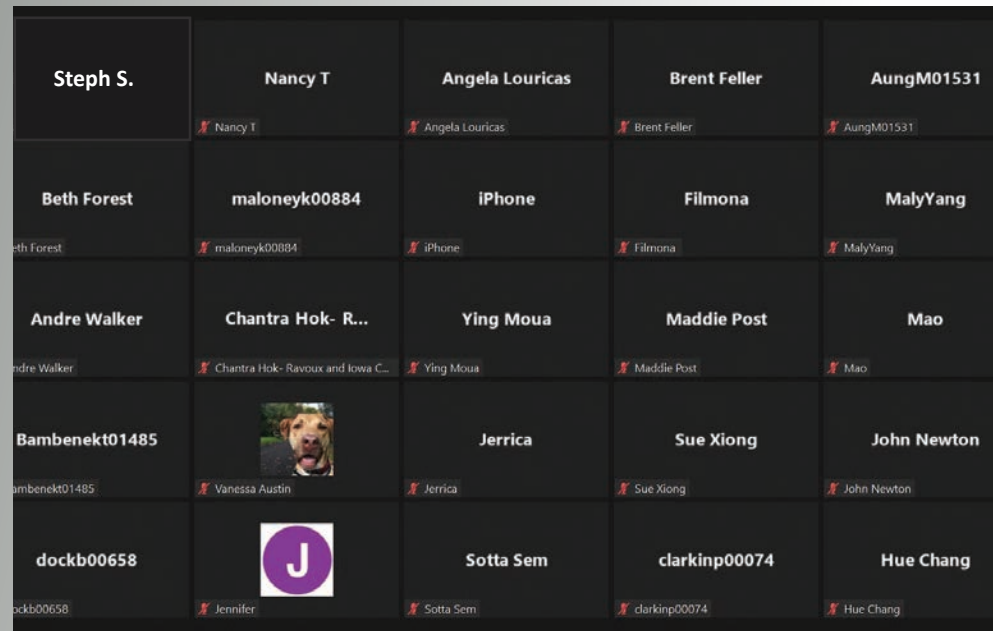 Steph S.
Nancy T
Angela Louricas
Brent Feller
AungM01531
Nancy T
Angela Louricas
Brent Feller
AungM01531
Beth Forest
maloneyk00884
iPhone
Filmona
MalyYang
eth Forest
maloneyk00884
iPhone
Filmona
MalyYang
Andre Walker
Chantra Hok- R...
Ying Moua
Maddie Post
Mao
ndre Walker
Chantra Hok- Ravoux and Iowa C...
Ying Moua
Maddie Post
Mao
Bambenekt01485
Jerrica
Sue Xiong
John Newton
ambenekt01485
Vanessa Austin
Jerrica
Sue Xiong
John Newton
dockb00658
J
Sotta Sem
clarkinp00074
Hue Chang
ockb00658
Jennifer
Sotta Sem
clarkinp00074
Hue Chang